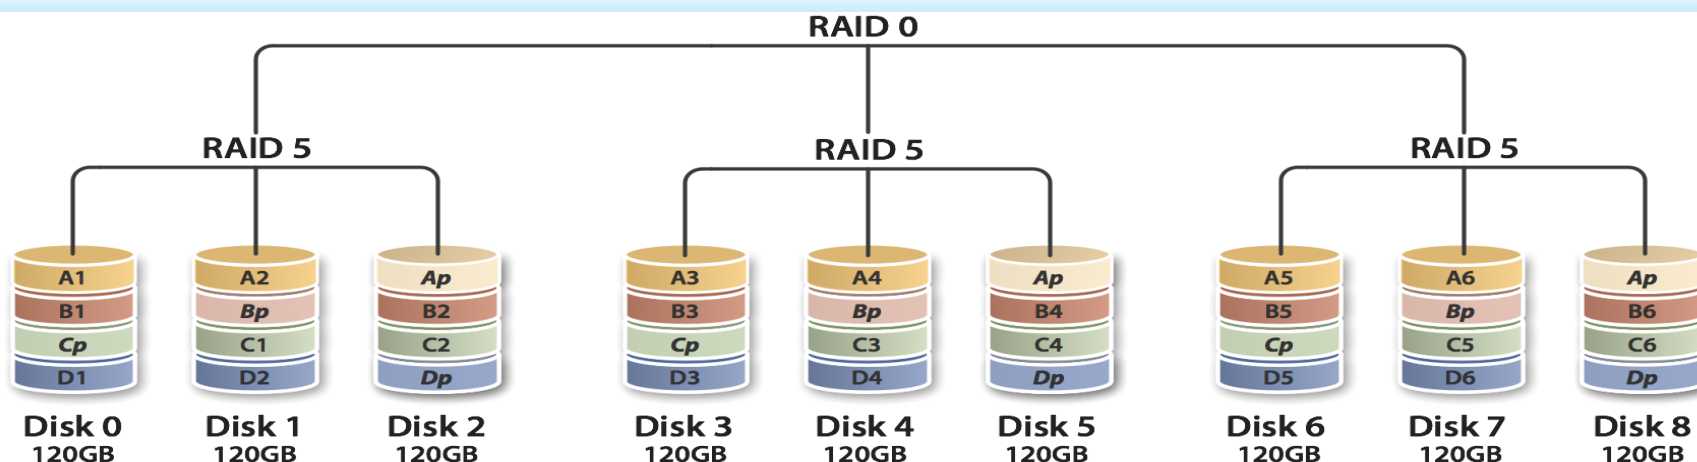 RAID 0
RAID 5 RAID 5 RAID 5
A1 A2 Ap A3 A4 Ap A5 A6 Ap
B1 Bp B2 B3 Bp B4 B5 Bp B6
Cp C1 C2 Cp C3 C4 Cp C5 C6
D1 D2 Dp D3 D4 Dp D5 D6 Dp
Disk 0 Disk 1 Disk 2 Disk 3 Disk 4 Disk 5 Disk 6 Disk 7 Disk 8
120GB 120GB 120GB 120GB 120GB 120GB 120GB 120GB 120GB